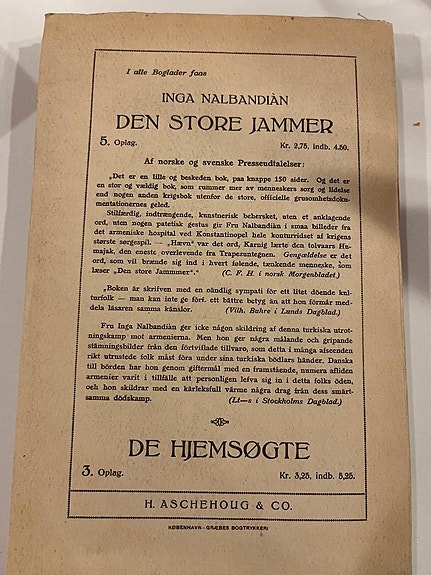 I alle Boglader faas
INGA NALBANDIÀN
DEN STORE JAMMER
5. Oplag. Kr. 2,75, indb. 4.50.
Af norske og svenske Presseudtalelser:
„Det er en lille og beskeden bok, paa knappe 150 sider. Og det er
en stor og vældig bok, som rummer mer av menneskers sorg og lidelse
end nogen anden krigsbok utenfor de store, officielle grusomhetsdoku-
mentationernes geled.
Stilfærdig, indtrængende, kunstnerisk behersket, uten et anklagende
ord, uten nogen patetisk gestus gir Fru Nalbandiàn i smaa billeder fra
det armeniske hospital ved Konstantinopel hele konturridset af krigens
største sergespil. — „Hævn“ var det ord, Karnig lærte den tolvaars Hu-
majak, den eneste overlevende fra Trapezuntegnen. Gengældelse er det
ord, som vil brænde sig ind i hvert følende, tænkende menneske, som
læser „Den store Jammmer“.“ (C. F. H. i norsk Morgenbladet.)
„Boken är skrifven med en oändlig sympati för ett litet döende kul-
turfolk — man kann inte ge förf. ett bättre betyg än att hon förmår med-
dela läsaren samma känslor. (Vilh. Bahre i Lunds Dagblad.)
Fru Inga Nalbandiàn ger icke någon skildring af denna turkiska utrot-
ningskamp mot armenierna. Men hon ger några målande och gripande
stämningsbilder från den förtviflade tillvaro, som detta i många afseenden
rikt utrustede folk måst föra under sina turkiska bödlars händer. Danska
till börden har hon genom giftermål med en framstående, numera afliden
armenier varit i tillfälle att personligen lefva sig in i detta folks öden,
och hon skildrar med en kärleksfull värme några drag från dess smärt-
samma dödskamp. (Lt—s i Stockholms Dagblad.)
DE HJEMSØGTE
3. Oplag. Kr. 3,25, indb. 5,25.
H. ASCHEHOUG & CO.
KØBENHAVN - GRÆBES BOGTRYKKERI